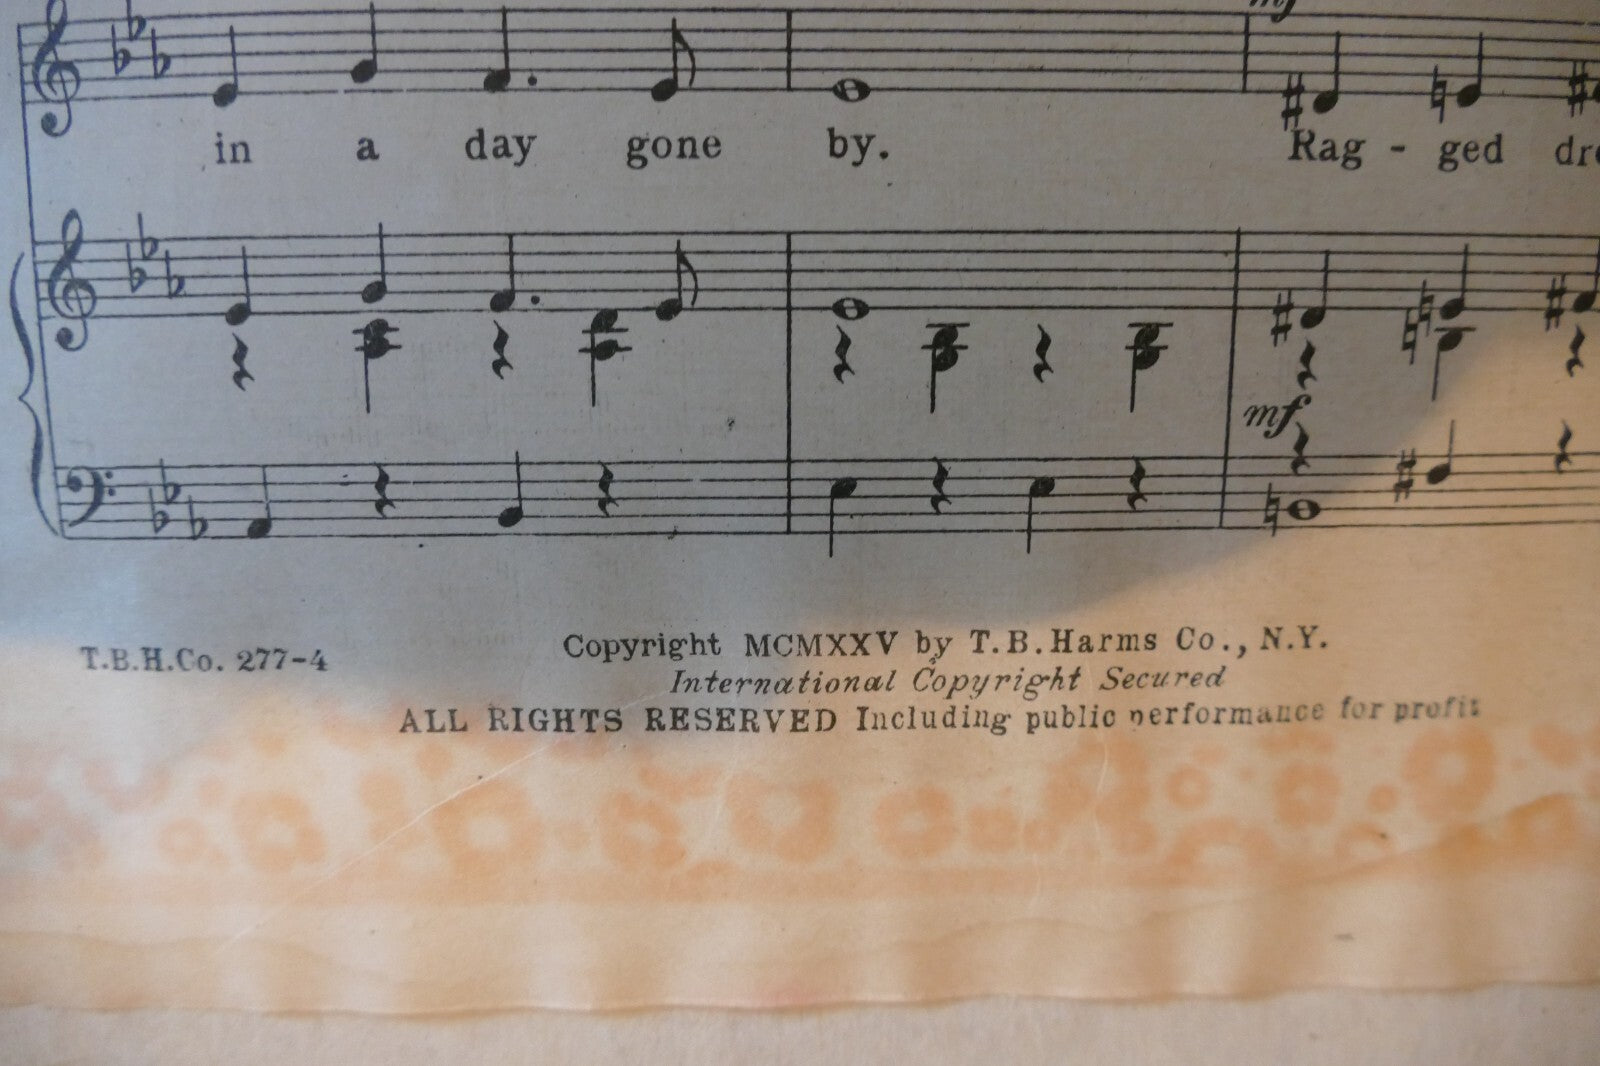 mf
in a day gone by. Rag - ged
mf
T.B.H.Co. 277-4
Copyright MCMXXV by T.B.Harms Co., N.Y.
International Copyright Secured
ALL RIGHTS RESERVED Including public performance for profit